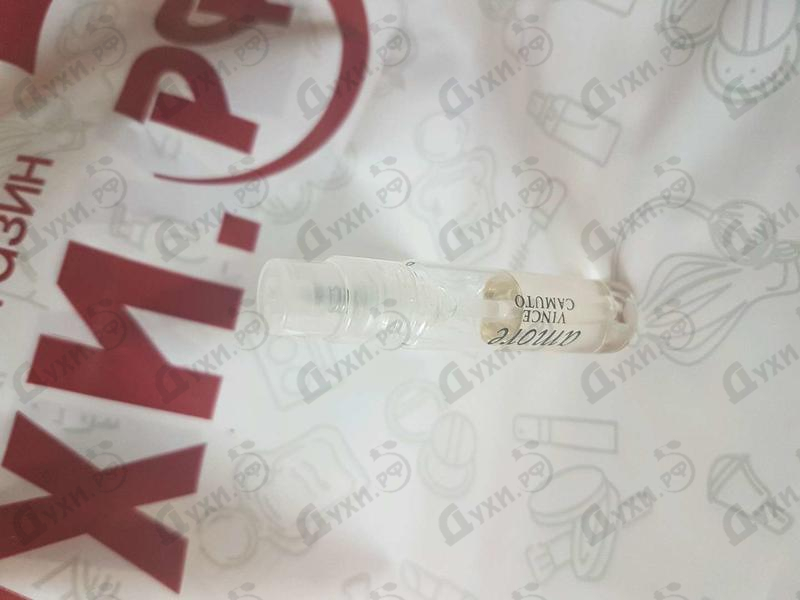 азин
хи.рф
amore
VINCE
CAMUTO
Духи.рф